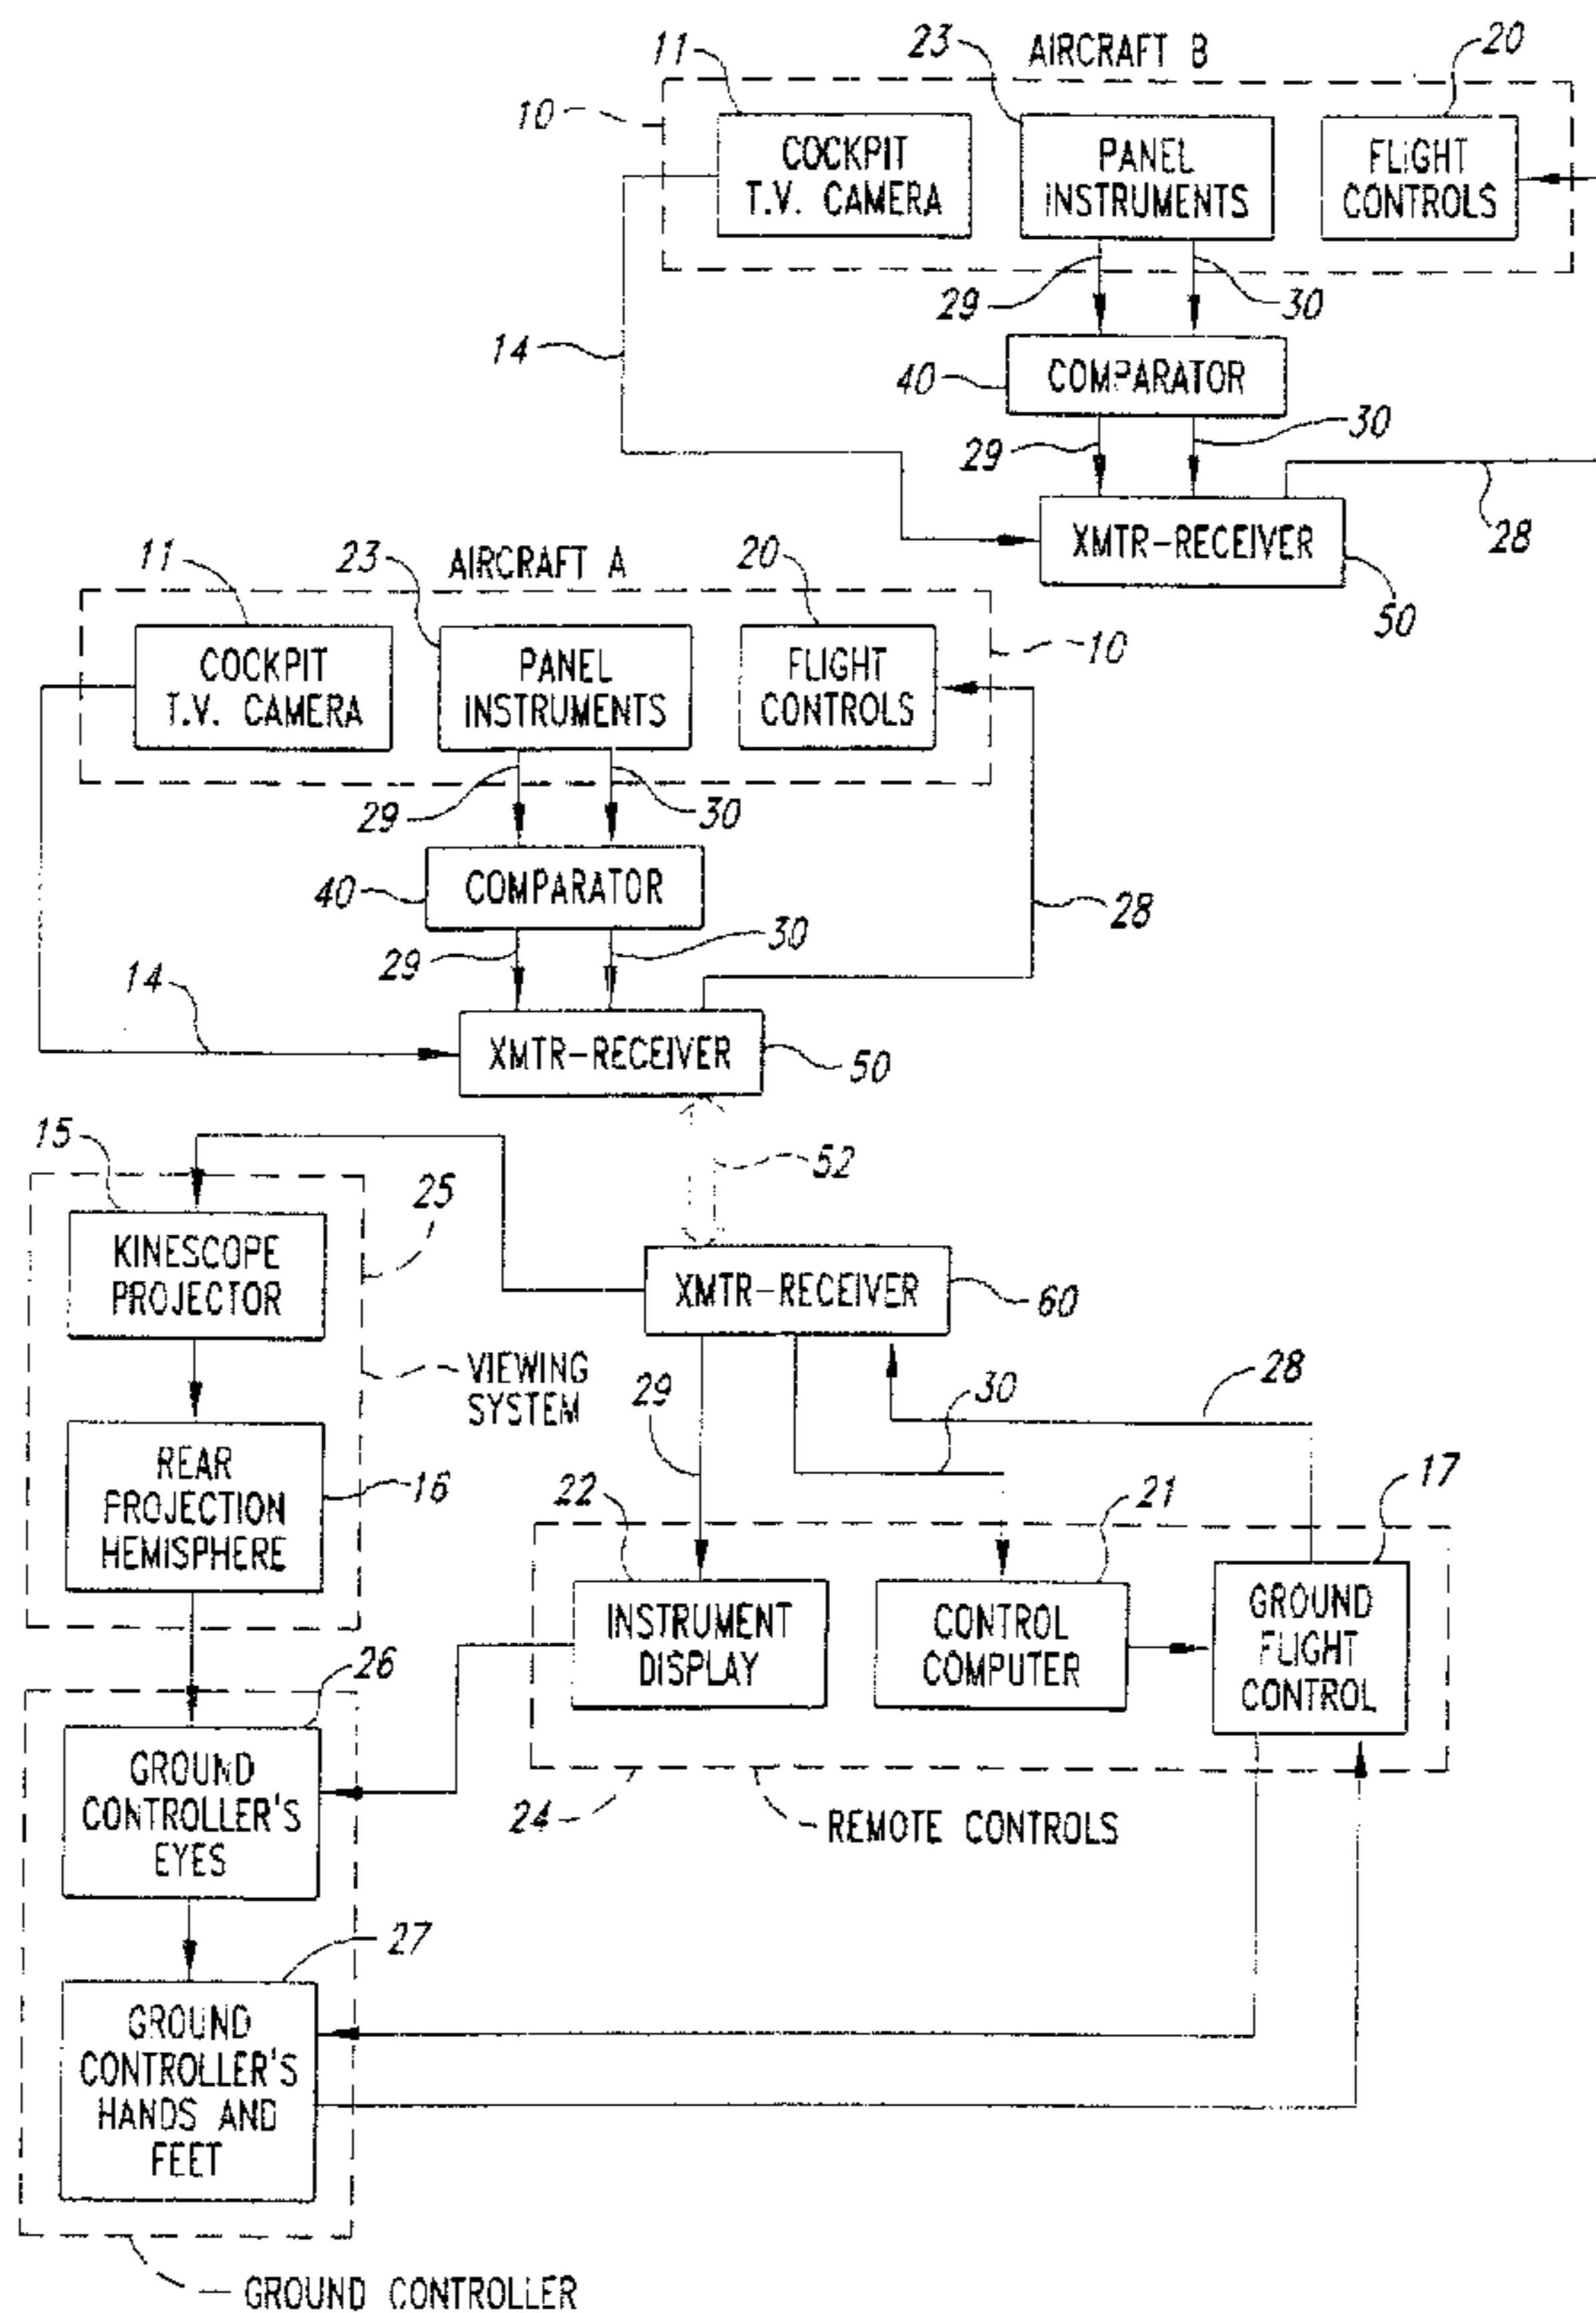 11
23
AIRCRAFT B
20
10
COCKPIT
T.V. CAMERA
PANEL
INSTRUMENTS
FLIGHT
CONTROLS
29
30
14
40
COMPARATOR
29
30
28
XMTR-RECEIVER
50
11
23
AIRCRAFT A
20
COCKPIT
T.V. CAMERA
PANEL
INSTRUMENTS
FLIGHT
CONTROLS
10
29
30
40
COMPARATOR
28
29
30
14
XMTR-RECEIVER
50
15
52
25
KINESCOPE
PROJECTOR
XMTR-RECEIVER
60
VIEWING
SYSTEM
29
30
28
REAR
PROJECTION
HEMISPHERE
16
22
21
17
INSTRUMENT
DISPLAY
CONTROL
COMPUTER
GROUND
FLIGHT
CONTROL
26
GROUND
CONTROLLER'S
EYES
24
REMOTE CONTROLS
27
GROUND
CONTROLLER'S
HANDS AND
FEET
GROUND CONTROLLER